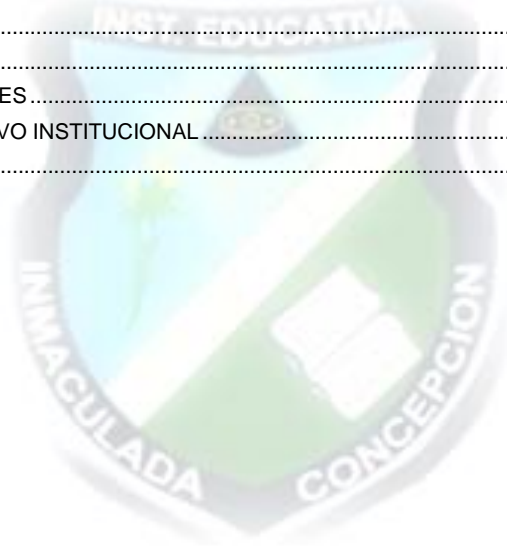 INST. EDUCATIVA
................................................................................
................................................................................
ES................................................................................
VO INSTITUCIONAL............................................................
................................................................................
INMACULADA CONCEPCION